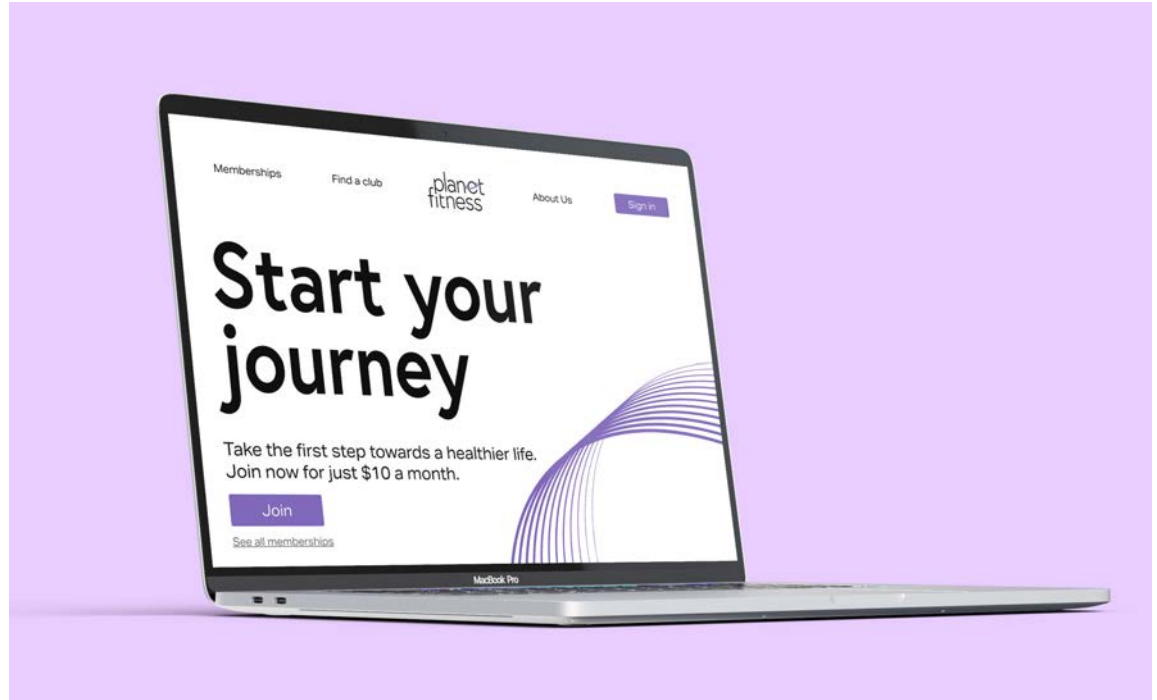 Memberships
Find a club
planet
fitness
About Us
Sign in
Start your
journey
Take the first step towards a healthier life.
Join now for just $10 a month.
Join
See all memberships
MacBook Pro